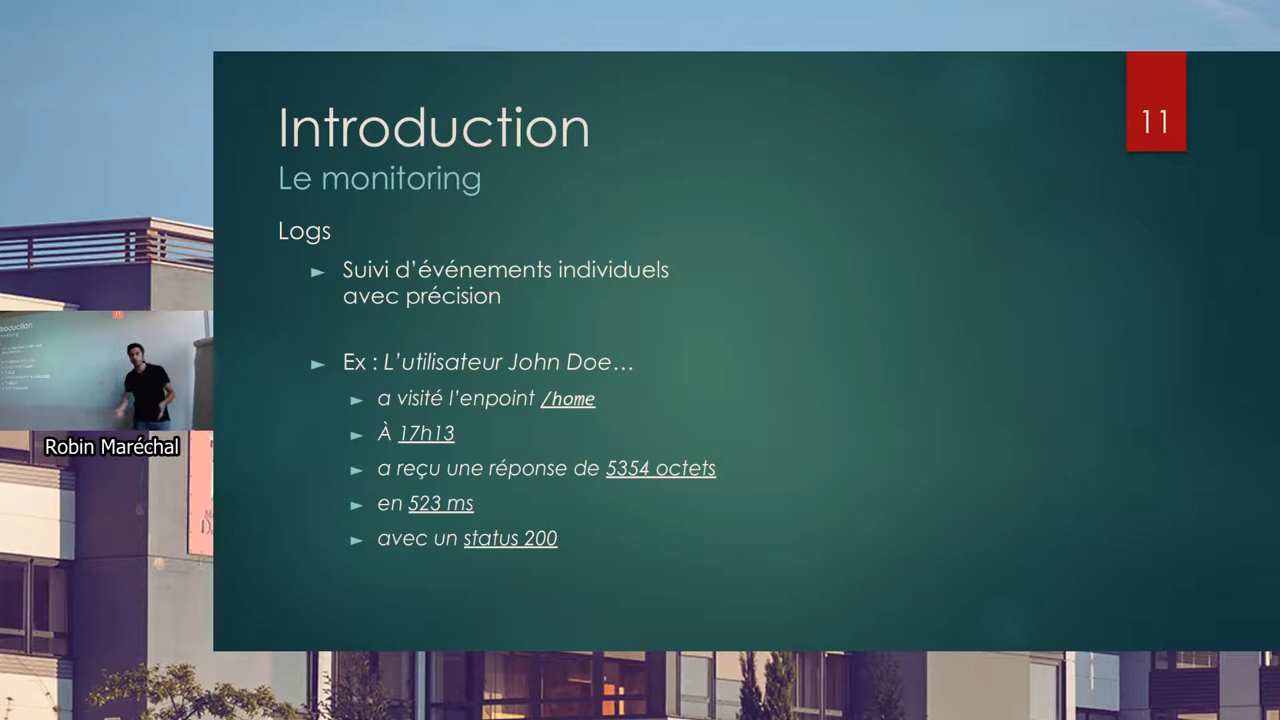 Introduction
11
Le monitoring
Logs
► Suivi d'événements individuels
avec précision
► Ex : L'utilisateur John Doe…
► a visité l'enpoint /home
► À 17h13
► a reçu une réponse de 5354 octets
► en 523 ms
► avec un status 200
Robin Maréchal